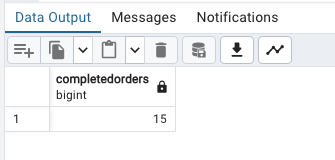 Data Output Messages Notifications
completedorders
bigint
1 15